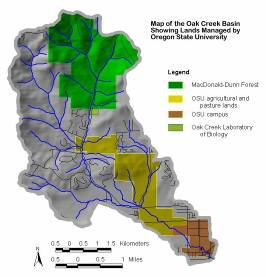 Map of the Oak Creek Basin
Showing Lands Managed by
Oregon State University
Legend
MacDonald-Dunn Forest
OSU agricultural and
pasture lands
OSU campus
Oak Creek Laboratory
of Biology
0.5 0 0.5 1 1.5 Kilometers
0.5 0 0.5 1 Miles
N